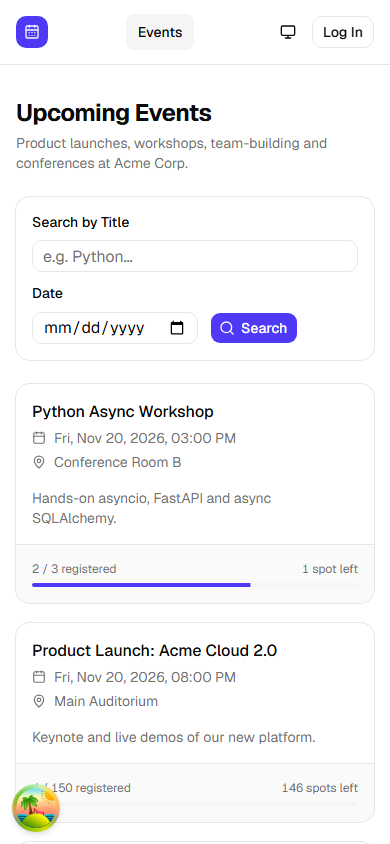 Events
Log In
Upcoming Events
Product launches, workshops, team-building and
conferences at Acme Corp.
Search by Title
e.g. Python...
Date
mm/dd/yyyy
Search
Python Async Workshop
Fri, Nov 20, 2026, 03:00 PM
Conference Room B
Hands-on asyncio, FastAPI and async
SQLAlchemy.
2 / 3 registered
1 spot left
Product Launch: Acme Cloud 2.0
Fri, Nov 20, 2026, 08:00 PM
Main Auditorium
Keynote and live demos of our new platform.
/ 150 registered
146 spots left